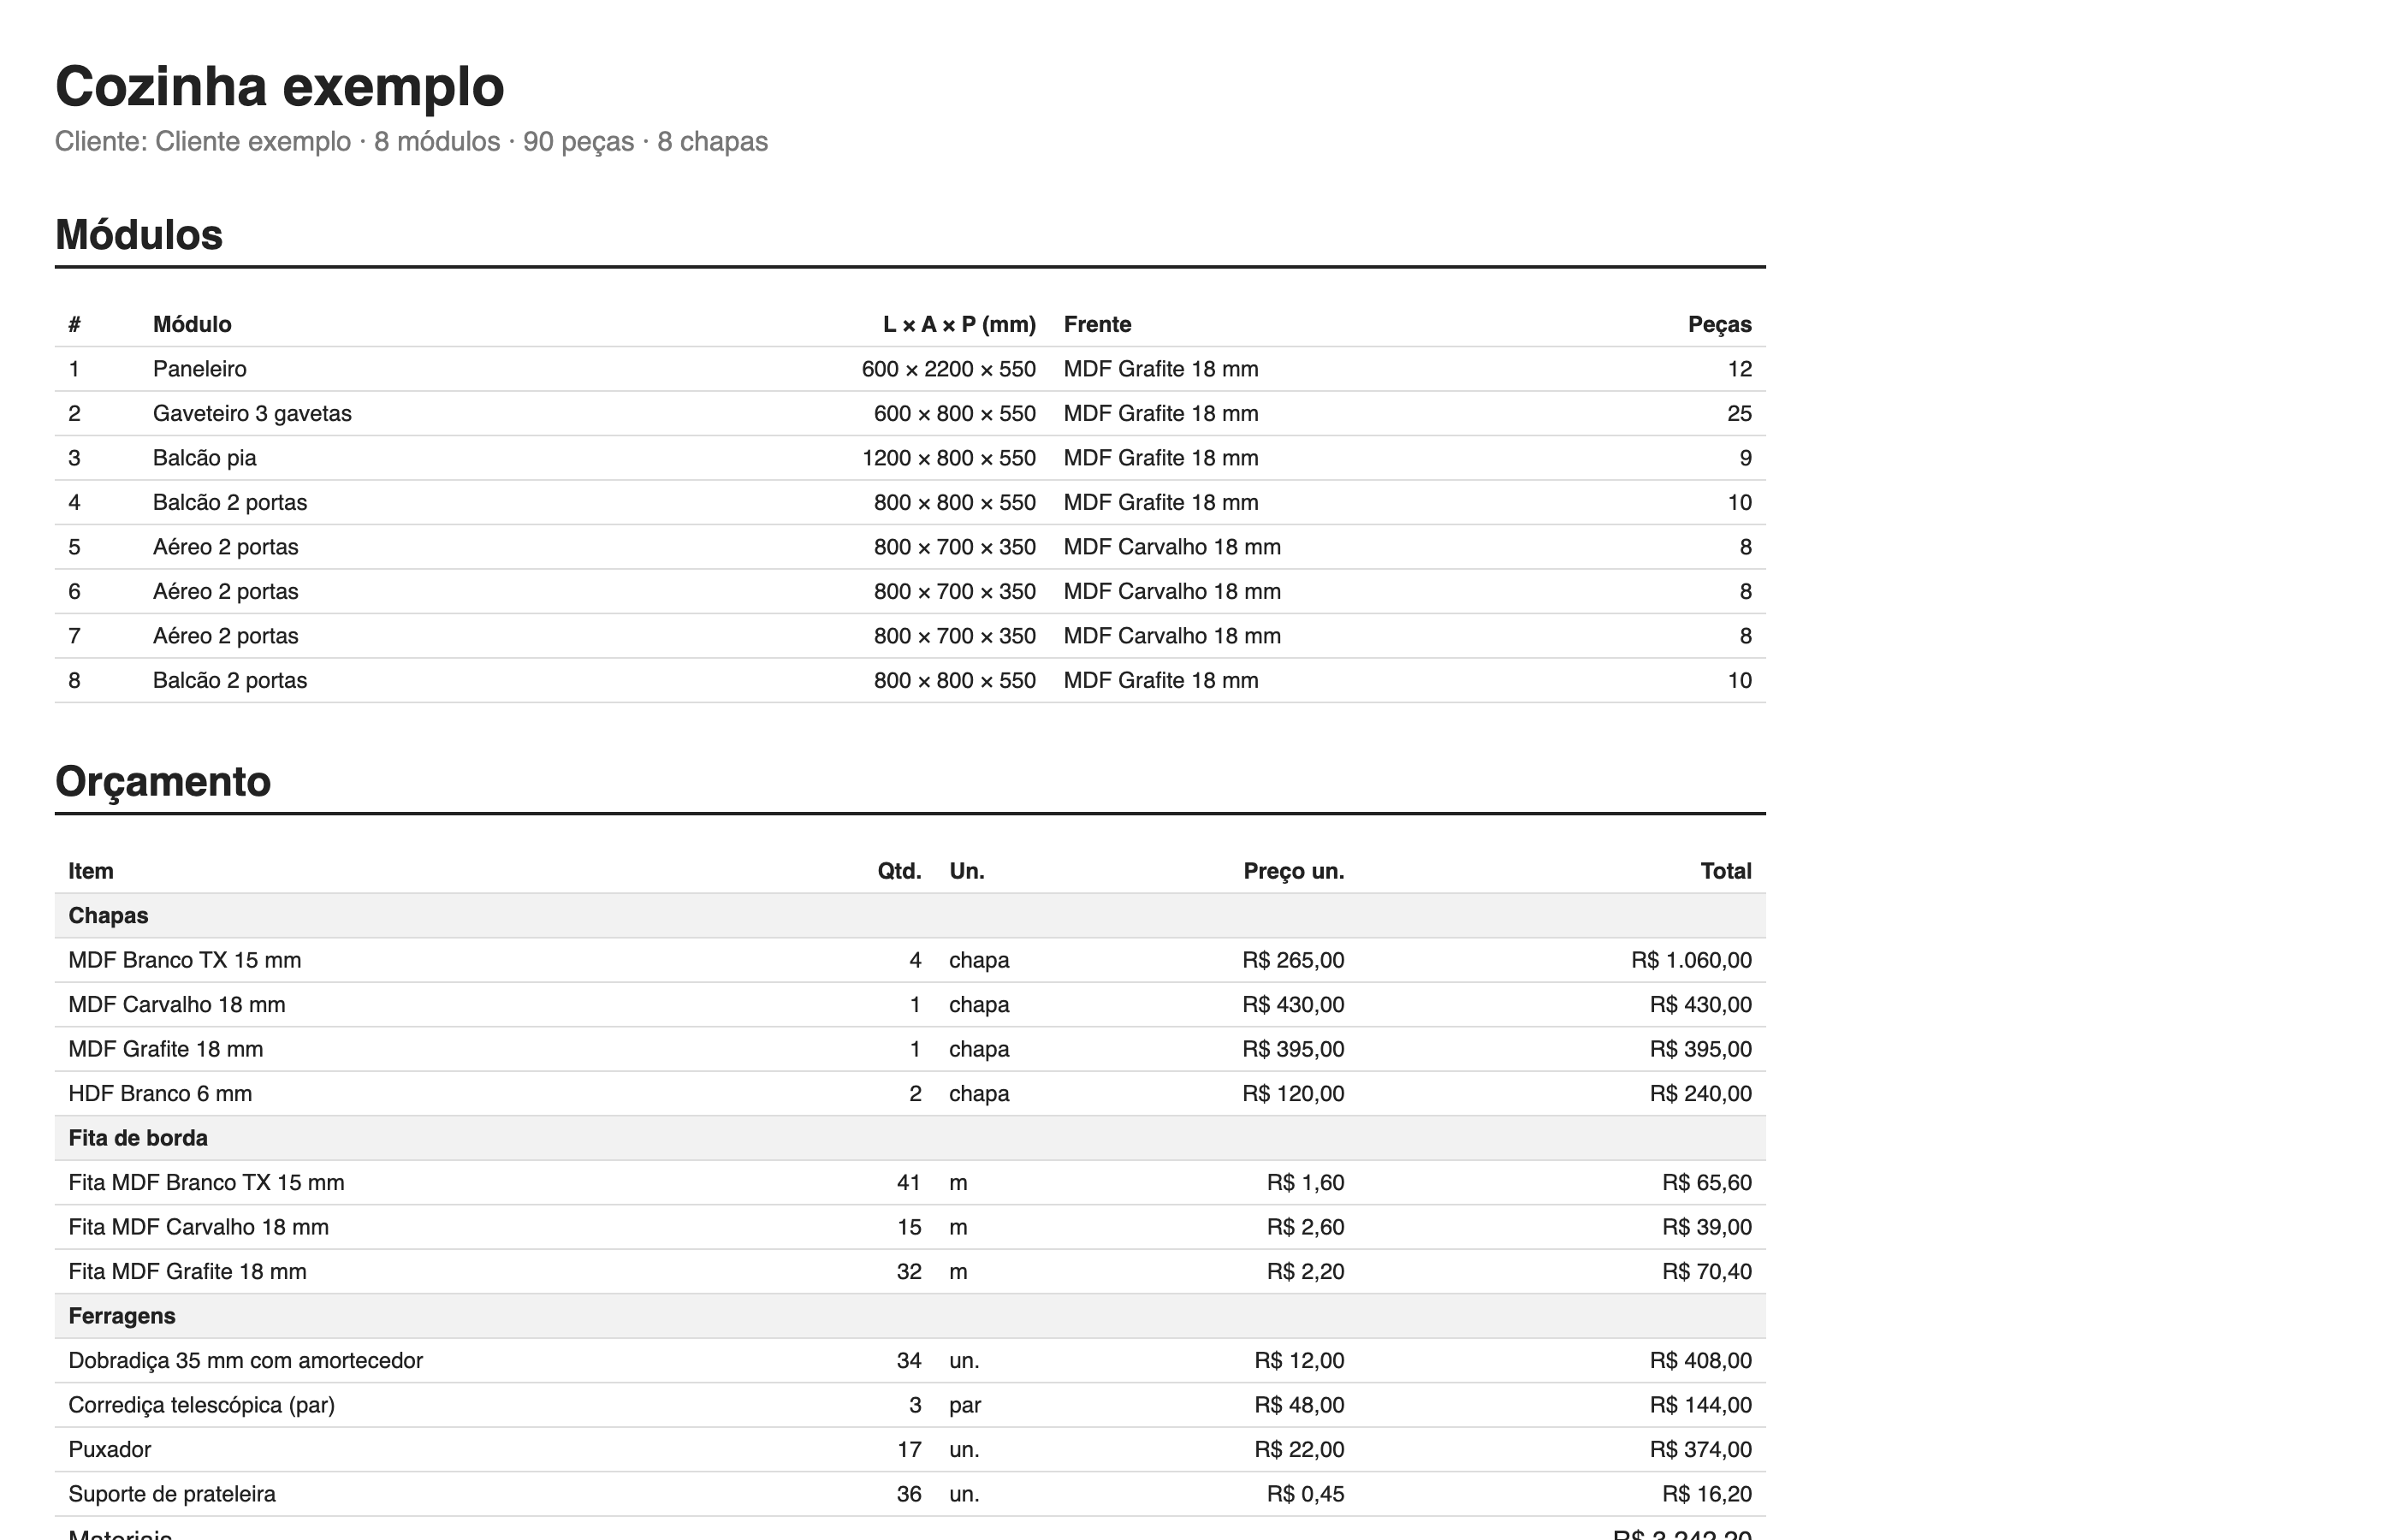 Cozinha exemplo
Cliente: Cliente exemplo · 8 módulos · 90 peças · 8 chapas
Módulos
# Módulo L × A × P (mm) Frente Peças
1 Paneleiro 600 × 2200 × 550 MDF Grafite 18 mm 12
2 Gaveteiro 3 gavetas 600 × 800 × 550 MDF Grafite 18 mm 25
3 Balcão pia 1200 × 800 × 550 MDF Grafite 18 mm 9
4 Balcão 2 portas 800 × 800 × 550 MDF Grafite 18 mm 10
5 Aéreo 2 portas 800 × 700 × 350 MDF Carvalho 18 mm 8
6 Aéreo 2 portas 800 × 700 × 350 MDF Carvalho 18 mm 8
7 Aéreo 2 portas 800 × 700 × 350 MDF Carvalho 18 mm 8
8 Balcão 2 portas 800 × 800 × 550 MDF Grafite 18 mm 10
Orçamento
Item Qtd. Un. Preço un. Total
Chapas
MDF Branco TX 15 mm 4 chapa R$ 265,00 R$ 1.060,00
MDF Carvalho 18 mm 1 chapa R$ 430,00 R$ 430,00
MDF Grafite 18 mm 1 chapa R$ 395,00 R$ 395,00
HDF Branco 6 mm 2 chapa R$ 120,00 R$ 240,00
Fita de borda
Fita MDF Branco TX 15 mm 41 m R$ 1,60 R$ 65,60
Fita MDF Carvalho 18 mm 15 m R$ 2,60 R$ 39,00
Fita MDF Grafite 18 mm 32 m R$ 2,20 R$ 70,40
Ferragens
Dobradiça 35 mm com amortecedor 34 un. R$ 12,00 R$ 408,00
Corrediça telescópica (par) 3 par R$ 48,00 R$ 144,00
Puxador 17 un. R$ 22,00 R$ 374,00
Suporte de prateleira 36 un. R$ 0,45 R$ 16,20
Materiais R$ 3.242,20